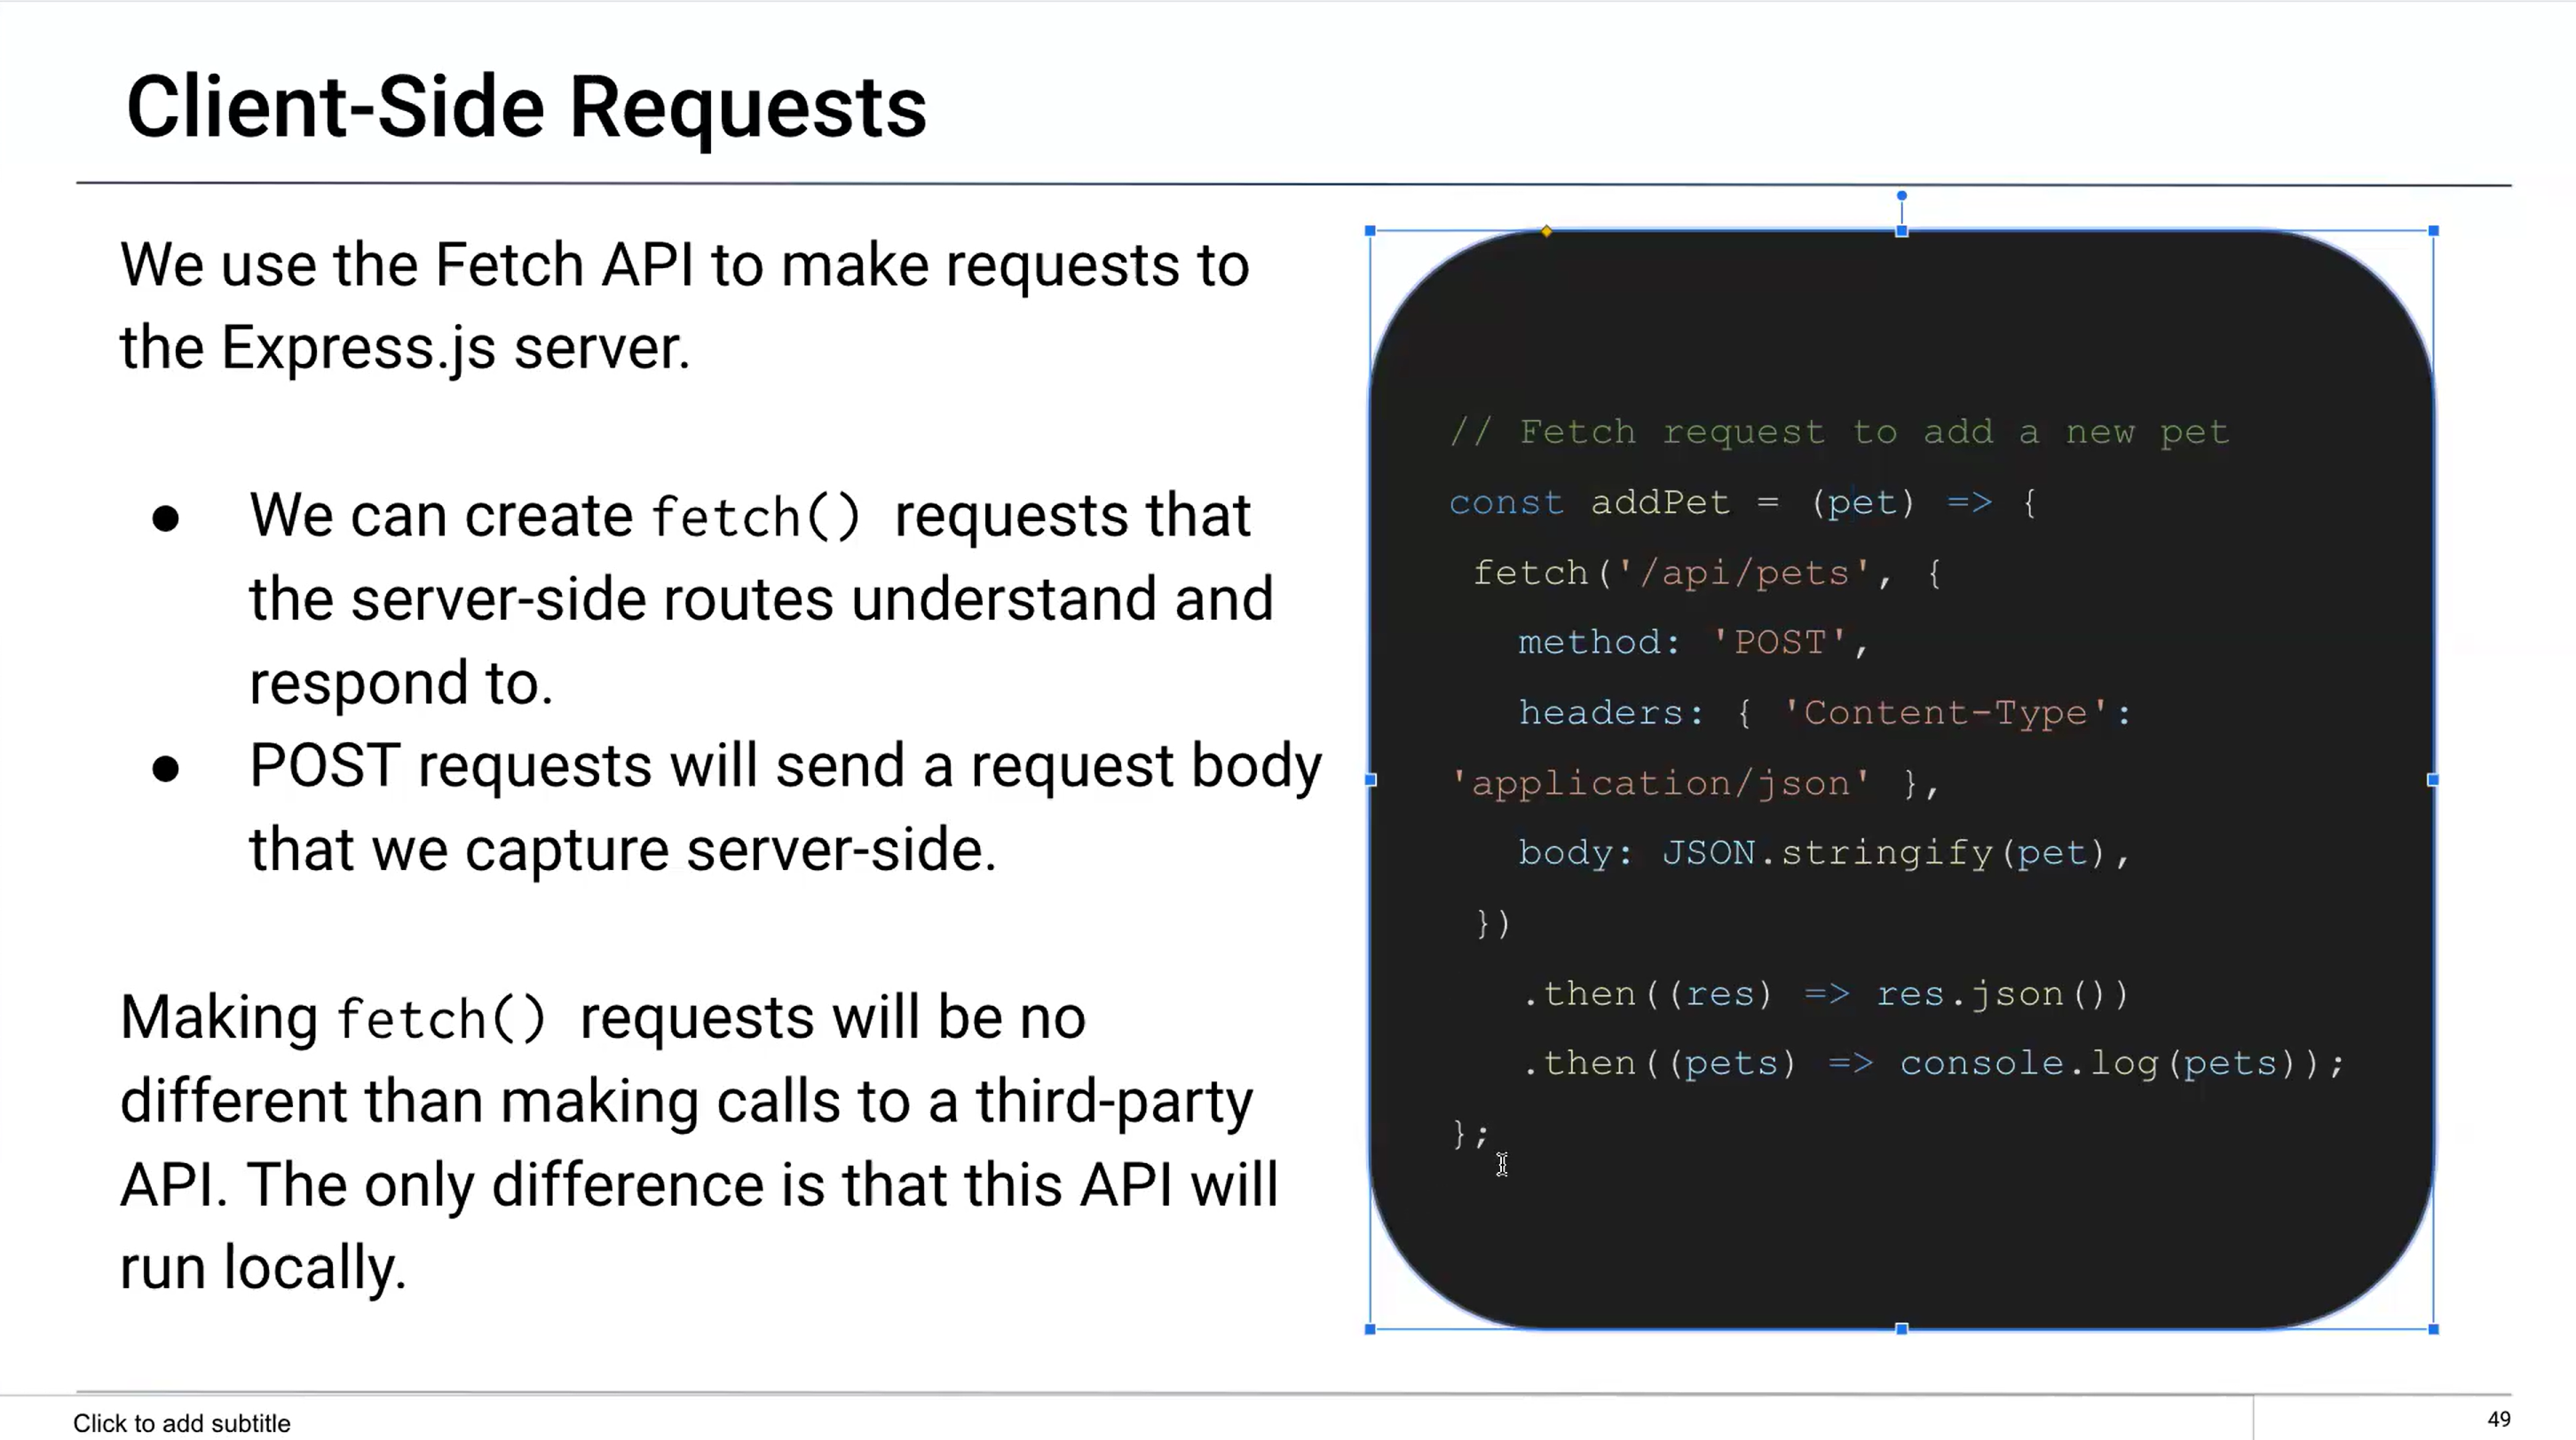 Client-Side Requests
We use the Fetch API to make requests to
the Express.js server.
● We can create fetch() requests that
the server-side routes understand and
respond to.
● POST requests will send a request body
that we capture server-side.
Making fetch() requests will be no
different than making calls to a third-party
API. The only difference is that this API will
run locally.
// Fetch request to add a new pet
const addPet = (pet) => {
fetch('/api/pets', {
method: 'POST',
headers: { 'Content-Type':
'application/json' },
body: JSON.stringify(pet),
})
.then((res) => res.json())
.then((pets) => console.log(pets));
};
Click to add subtitle
49